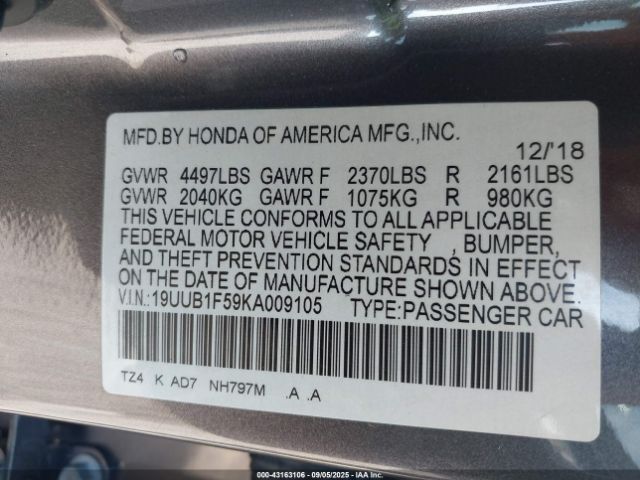 MFD.BY HONDA OF AMERICA MFG.,INC.
12/'18
GVWR 4497LBS GAWR F 2370LBS R 2161LBS
GVWR 2040KG GAWR F 1075KG R 980KG
THIS VEHICLE CONFORMS TO ALL APPLICABLE
FEDERAL MOTOR VEHICLE SAFETY , BUMPER,
AND THEFT PREVENTION STANDARDS IN EFFECT
ON THE DATE OF MANUFACTURE SHOWN ABOVE.
V.I.N.:19UUB1F59KA009105 TYPE:PASSENGER CAR
TZ4 K AD7 NH797M .A .A
000-43163106 - 09/05/2025 - IAAI.COM